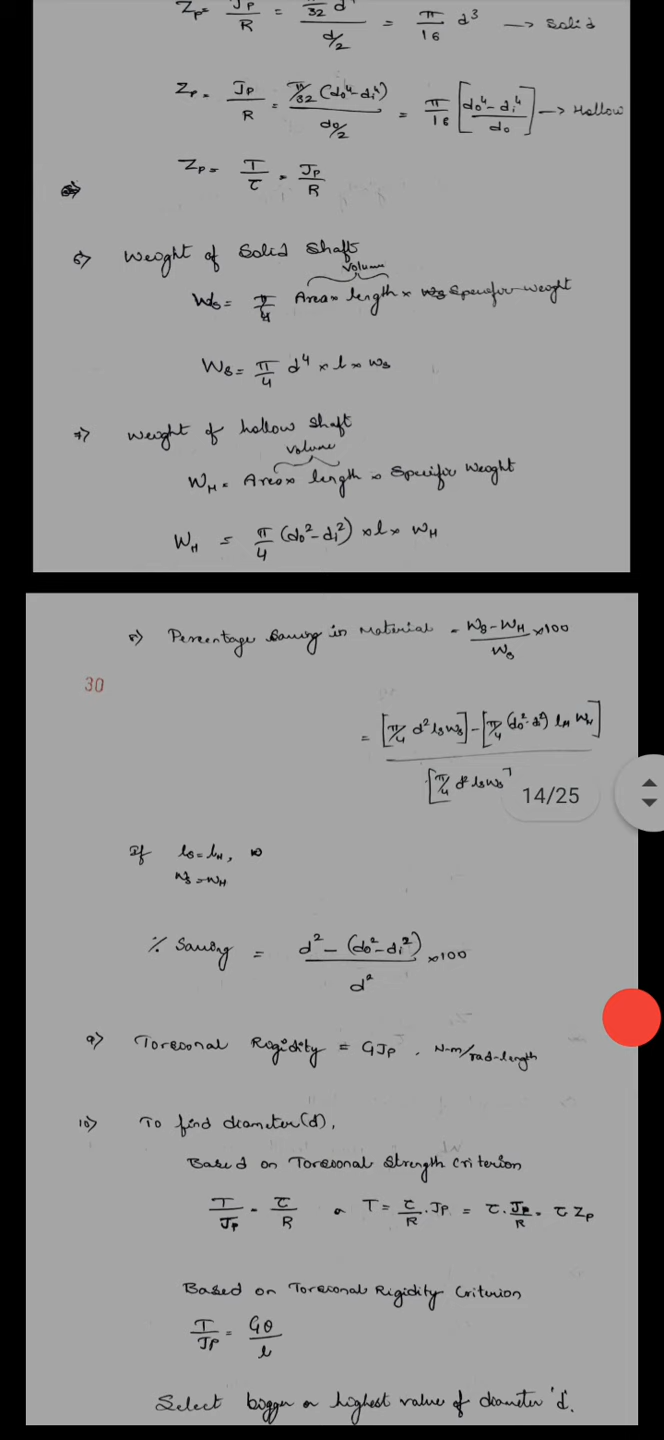 Zp = Jp/R = π/32 d⁴ / d/2 = π/16 d³ → Solid
Zp = Jp/R = π/32 (do⁴ - di⁴) / do/2 = π/16 [do⁴ - di⁴ / do] → Hollow
Zp = T/τ = Jp/R
6) Weight of Solid Shaft
Volume
Ws = π/4 Area × length × Specific weight
Ws = π/4 d⁴ × l × ws
7) Weight of hollow shaft
Volume
WH = Area × length × Specific Weight
WH = π/4 (do² - di²) × l × WH
8) Percentage Saving in Material = Ws - WH / Ws × 100
30
= [π/4 d² ls ws] - [π/4 (do² - di²) lH WH] / [π/4 d² ls ws]
14/25
If ls = lH,
Ws = WH
% Saving = d² - (do² - di²) / d² × 100
9) Torsional Rigidity = GJp . N-m/rad-length
10) To find diameter (d),
Based on Torsional Strength Criterion
T/Jp = τ/R or T = τ/R . Jp = τ . Jp/R = τ Zp
Based on Torsional Rigidity Criterion
T/Jp = Gθ/l
Select bigger or highest value of diameter 'd'.